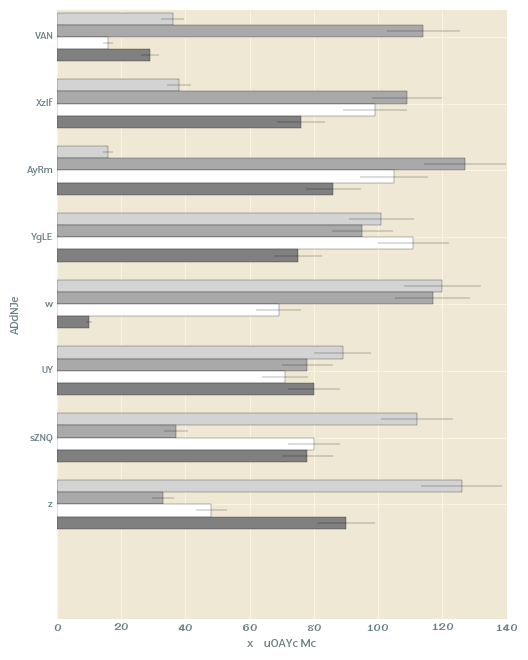 VAN
XzIf
AyRm
YgLE
w
UY
sZNQ
z
ADdNJe
0 20 40 60 80 100 120 140
x uOAYc Mc